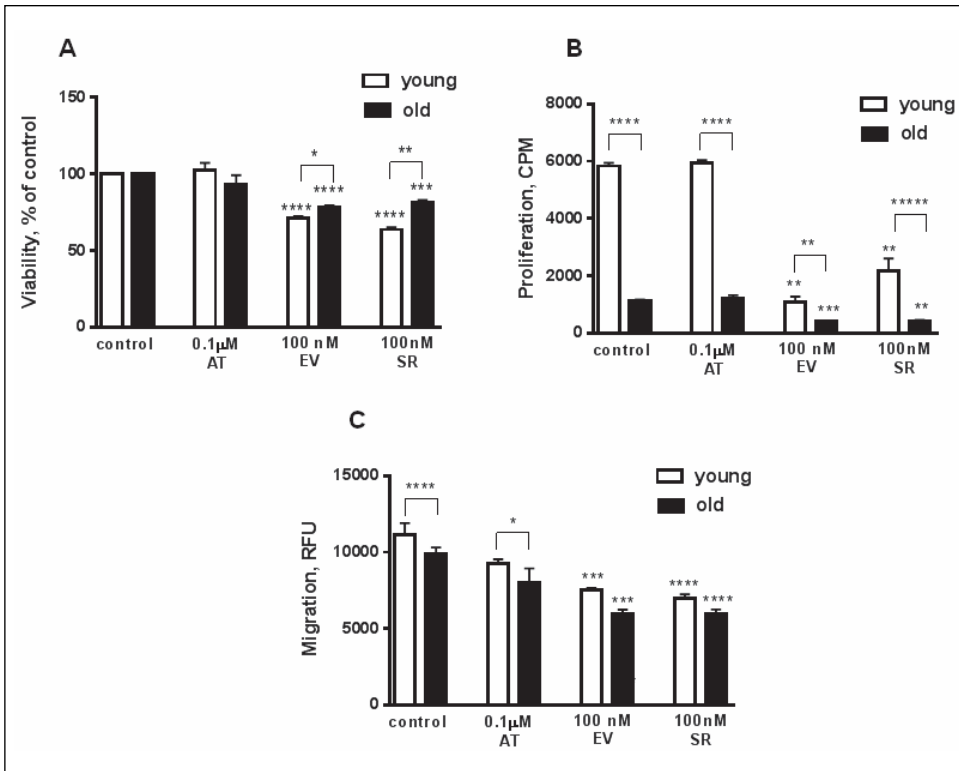 A
young
old
150
100
50
0
Viability, % of control
*
**
****
****
****
***
control
0.1µM
AT
100 nM
EV
100nM
SR
B
young
old
8000
6000
4000
2000
0
Proliferation, CPM
****
****
**
*****
**
***
**
**
control
0.1µM
AT
100 nM
EV
100nM
SR
C
young
old
15000
10000
5000
0
Migration, RFU
****
*
***
***
****
****
control
0.1µM
AT
100 nM
EV
100nM
SR